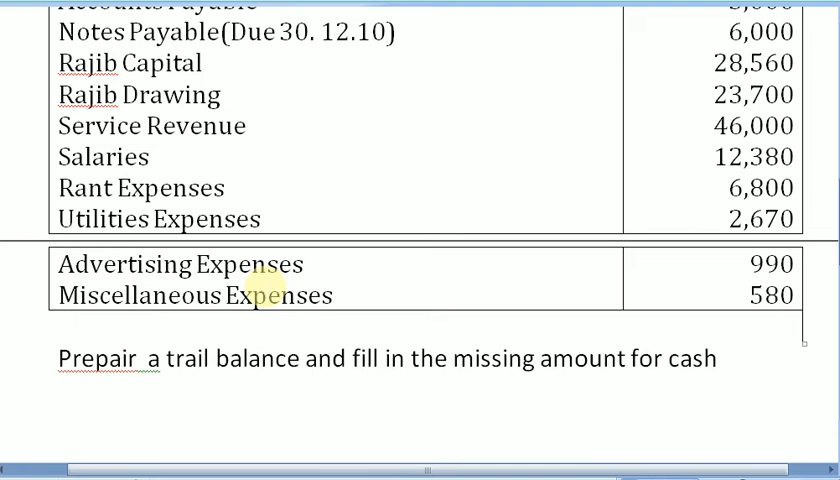 Notes Payable(Due 30. 12.10) 6,000
Rajib Capital 28,560
Rajib Drawing 23,700
Service Revenue 46,000
Salaries 12,380
Rant Expenses 6,800
Utilities Expenses 2,670
Advertising Expenses 990
Miscellaneous Expenses 580
Prepair a trail balance and fill in the missing amount for cash